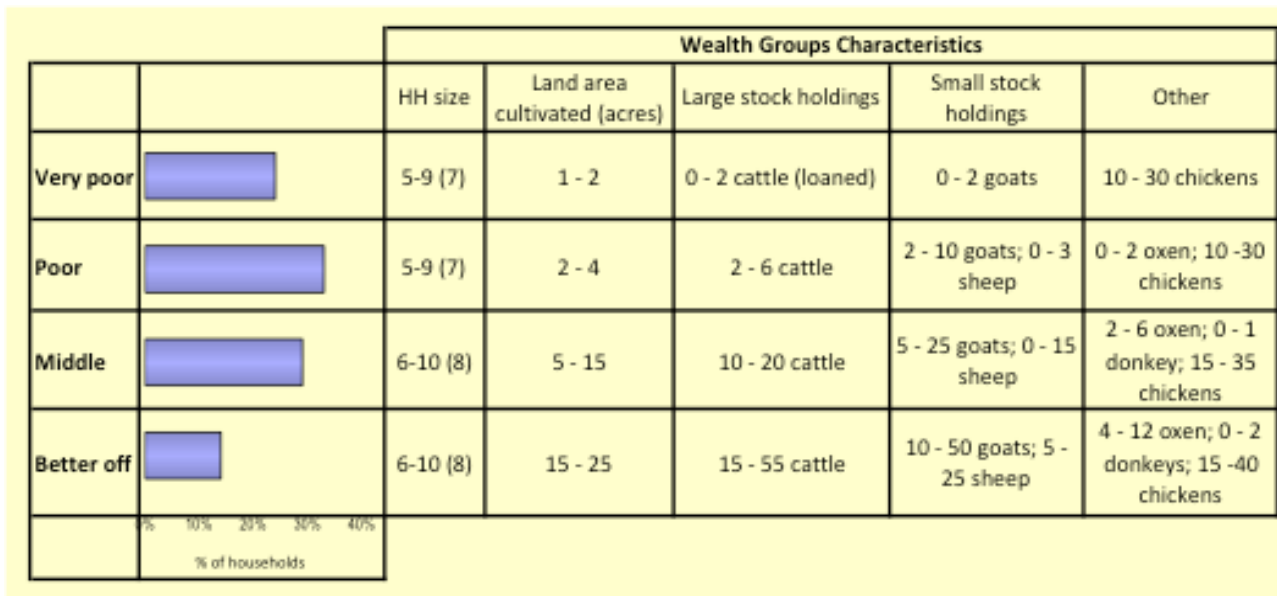 Wealth Groups Characteristics
HH size
Land area
cultivated (acres)
Large stock holdings
Small stock
holdings
Other
Very poor
5-9 (7)
1 - 2
0 - 2 cattle (loaned)
0 - 2 goats
10 - 30 chickens
Poor
5-9 (7)
2 - 4
2 - 6 cattle
2 - 10 goats; 0 - 3
sheep
0 - 2 oxen; 10 -30
chickens
Middle
6-10 (8)
5 - 15
10 - 20 cattle
5 - 25 goats; 0 - 15
sheep
2 - 6 oxen; 0 - 1
donkey; 15 - 35
chickens
Better off
6-10 (8)
15 - 25
15 - 55 cattle
10 - 50 goats; 5 -
25 sheep
4 - 12 oxen; 0 - 2
donkeys; 15 -40
chickens
0% 10% 20% 30% 40%
% of households